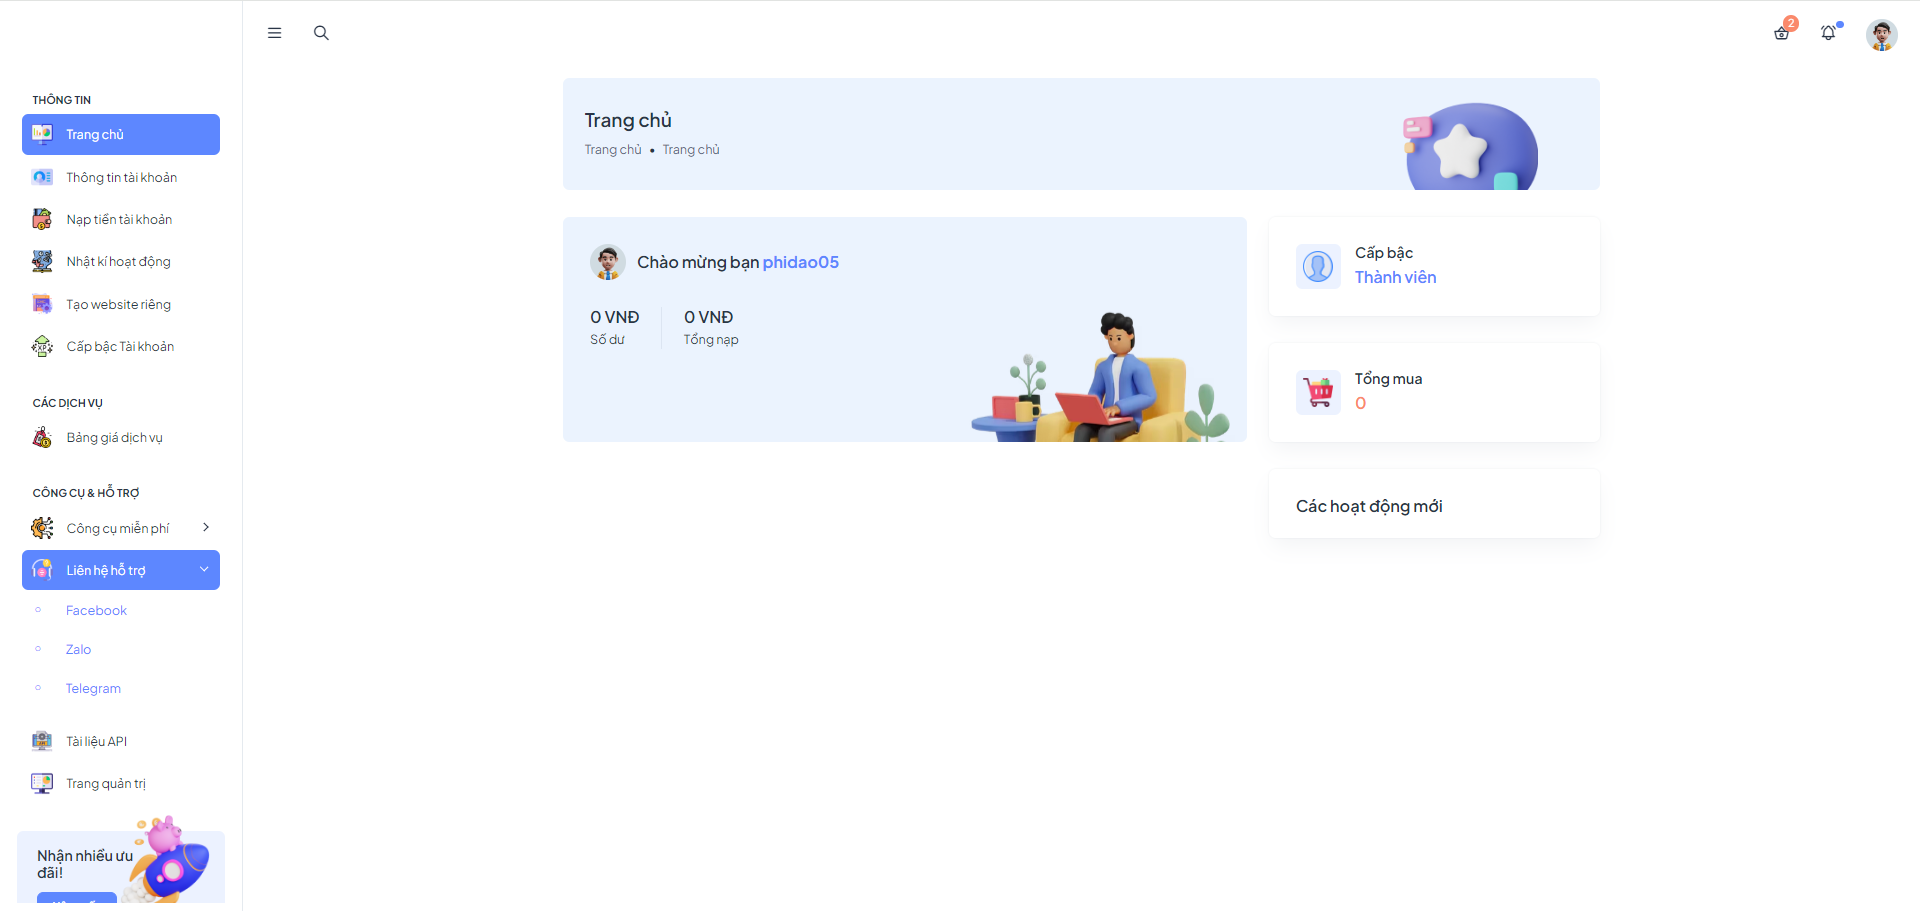 THÔNG TIN
Trang chủ
Thông tin tài khoản
Nạp tiền tài khoản
Nhật kí hoạt động
Tạo website riêng
Cấp bậc Tài khoản
CÁC DỊCH VỤ
Bảng giá dịch vụ
CÔNG CỤ & HỖ TRỢ
Công cụ miễn phí
Liên hệ hỗ trợ
Facebook
Zalo
Telegram
Tài liệu API
Trang quản trị
Nhận nhiều ưu
đãi!
2
Trang chủ
Trang chủ • Trang chủ
Chào mừng bạn phidao05
0 VNĐ
Số dư
0 VNĐ
Tổng nạp
Cấp bậc
Thành viên
Tổng mua
0
Các hoạt động mới